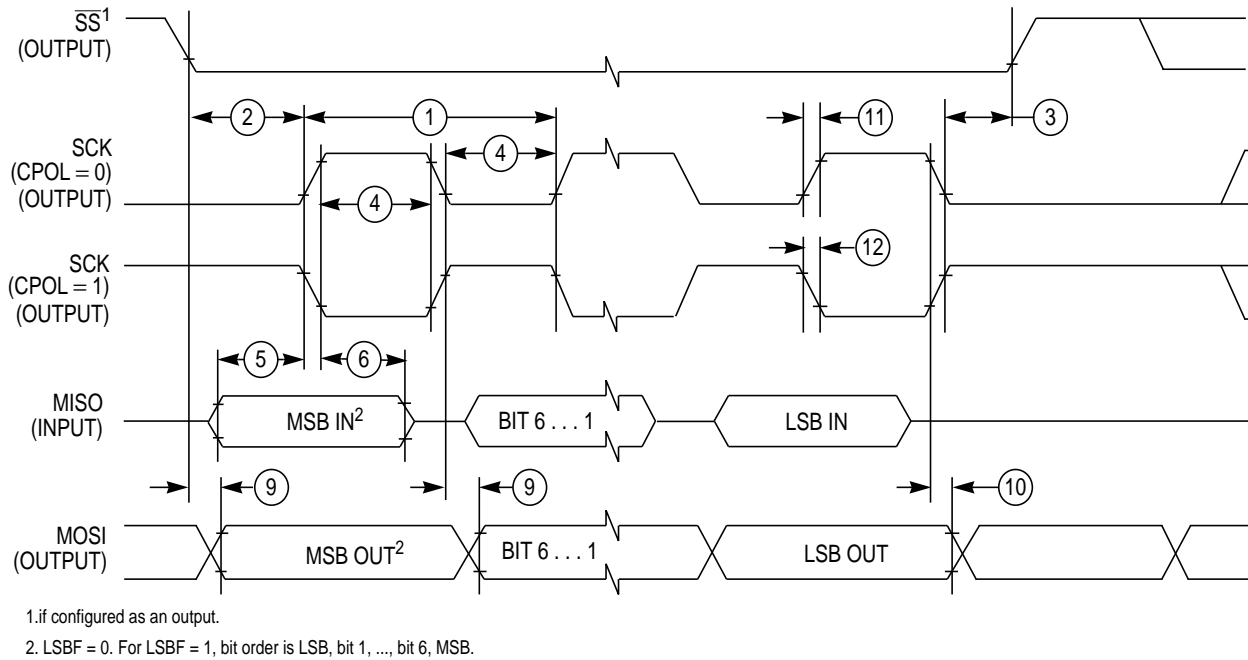 SS¹
(OUTPUT)
2
1
11
3
SCK
(CPOL = 0)
(OUTPUT)
4
4
12
SCK
(CPOL = 1)
(OUTPUT)
5
6
MISO
(INPUT)
MSB IN²
BIT 6 . . . 1
LSB IN
9
9
10
MOSI
(OUTPUT)
MSB OUT²
BIT 6 . . . 1
LSB OUT
1.if configured as an output.
2. LSBF = 0. For LSBF = 1, bit order is LSB, bit 1, ..., bit 6, MSB.